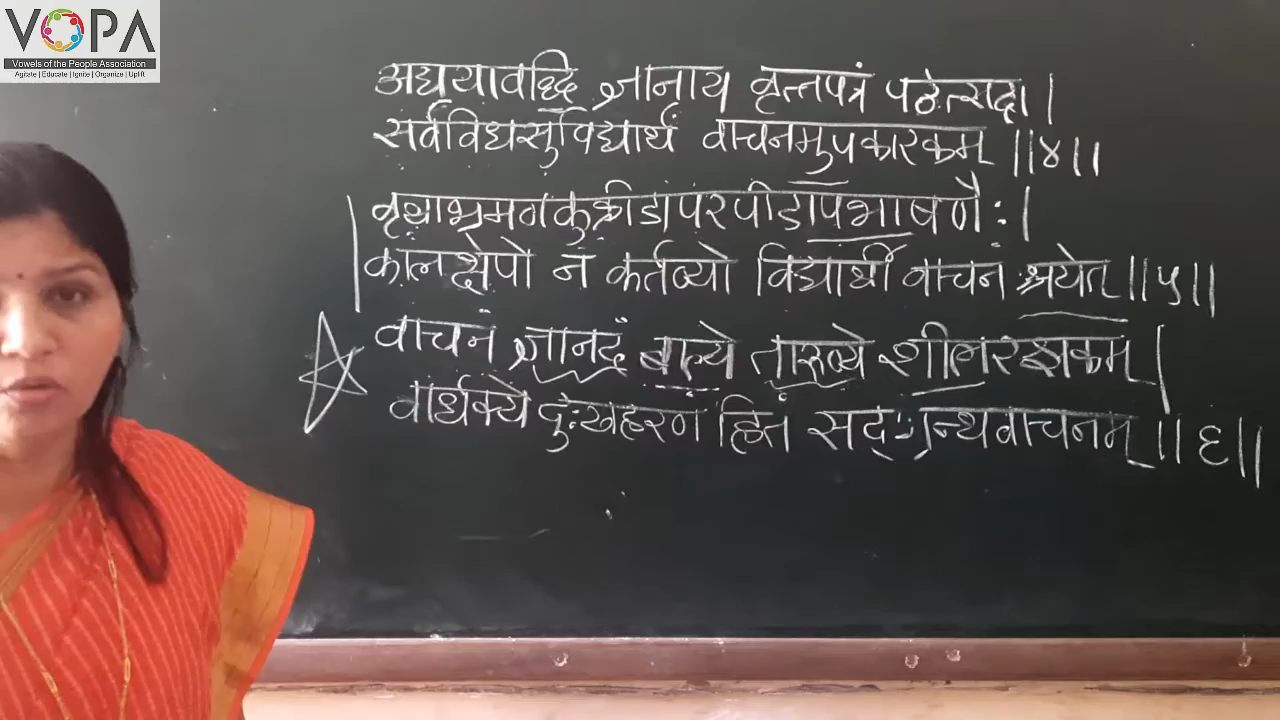 VOPA
Vowels of the People Association
Agitate | Educate | Ignite | Organize | Uplift
अद्ययावद्धि ज्ञानाय वृत्तपत्रं पठेत्सदा ।
सर्वविधसुविद्यार्थं वाचनमुपकारकम् ॥४॥
वृथाभ्रमणकुक्रीडापरपीडापभाषणैः ।
कालक्षेपो न कर्तव्यो विद्यार्थी वाचनं श्रयेत् ॥५॥
वाचनं ज्ञानदं बाल्ये तारुण्ये शीलरक्षकम् ।
वार्धक्ये दुःखहरणं हितं सद्-ग्रन्थवाचनम् ॥६॥